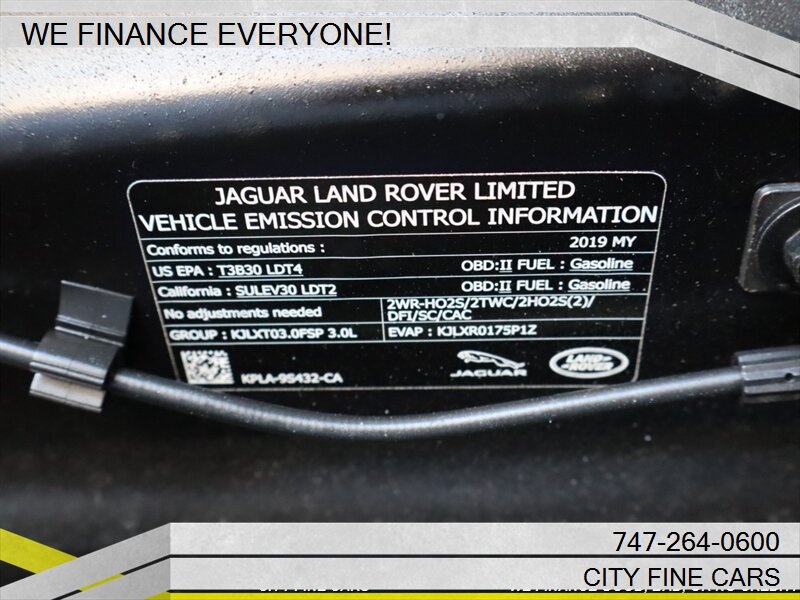 WE FINANCE EVERYONE!
JAGUAR LAND ROVER LIMITED
VEHICLE EMISSION CONTROL INFORMATION
Conforms to regulations : 2019 MY
US EPA : T3B30 LDT4 OBD:II FUEL : Gasoline
California : SULEV30 LDT2 OBD:II FUEL : Gasoline
No adjustments needed 2WR-HO2S/2TWC/2HO2S(2)/
DFI/SC/CAC
GROUP : KJLXT03.0FSP 3.0L EVAP : KJLXR0175P1Z
KPLA-9S432-CA JAGUAR LAND ROVER
747-264-0600
CITY FINE CARS